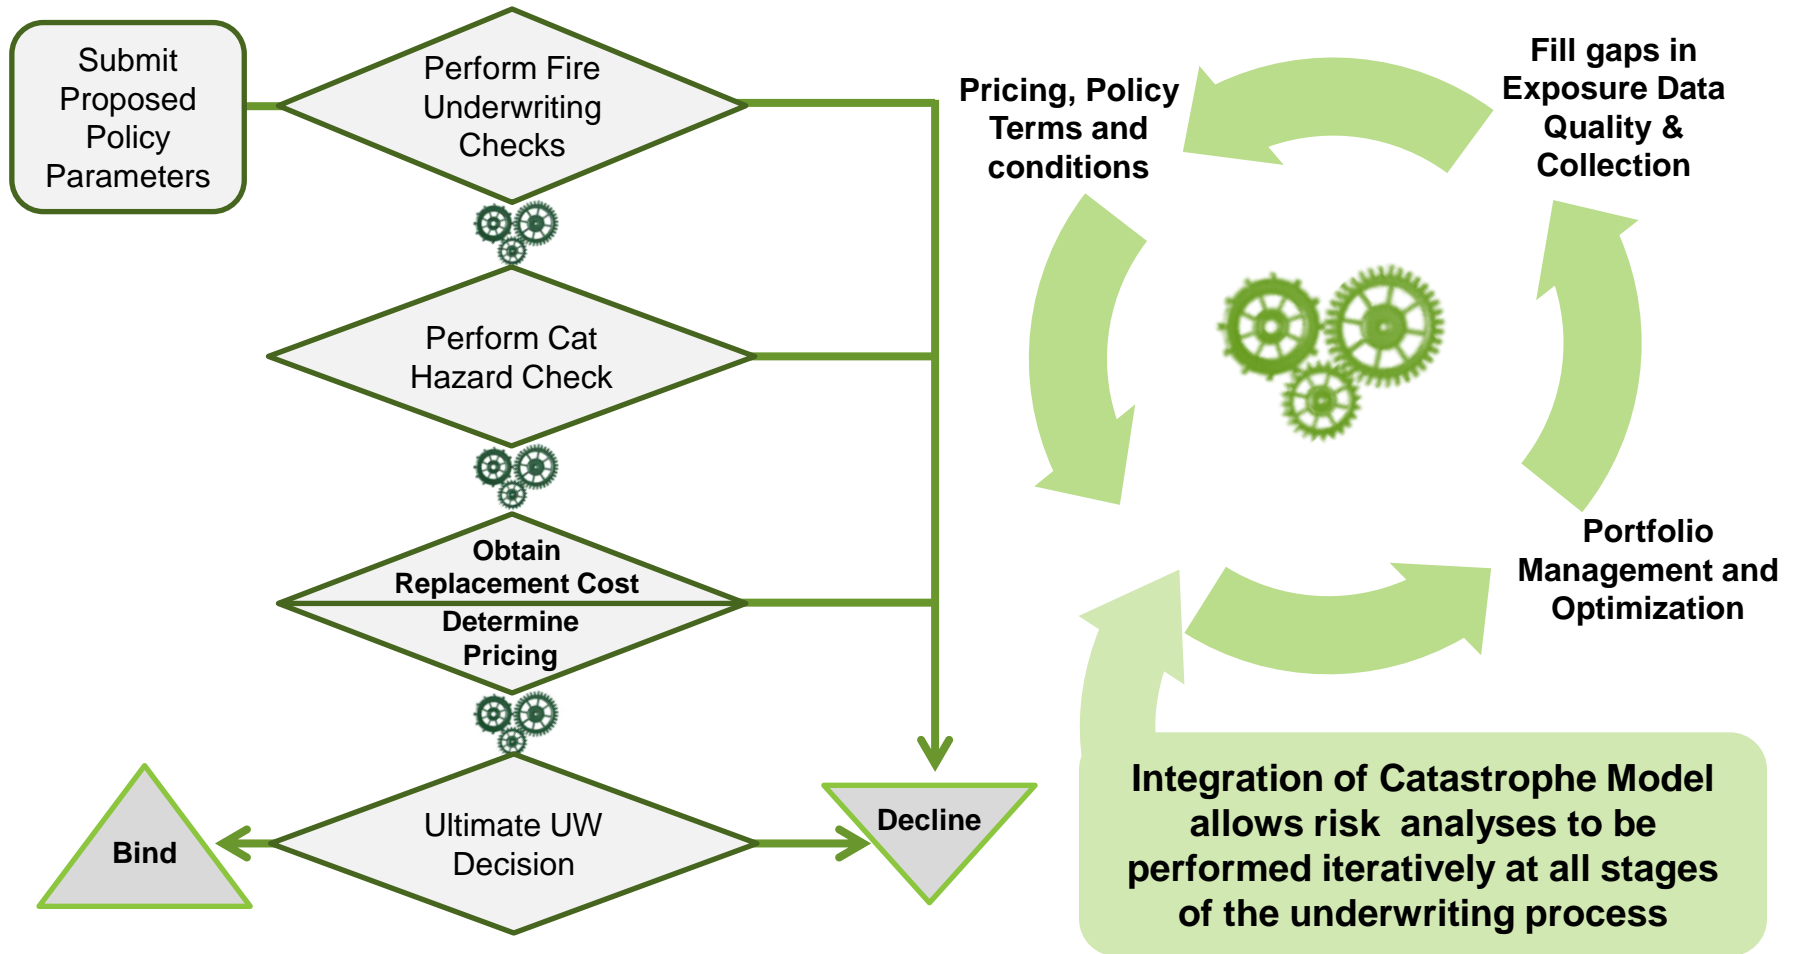 Submit
Proposed
Policy
Parameters
Perform Fire
Underwriting
Checks
Perform Cat
Hazard Check
Obtain
Replacement Cost
Determine
Pricing
Ultimate UW
Decision
Bind
Decline
Pricing, Policy
Terms and
conditions
Fill gaps in
Exposure Data
Quality &
Collection
Portfolio
Management and
Optimization
Integration of Catastrophe Model
allows risk  analyses to be
performed iteratively at all stages
of the underwriting process